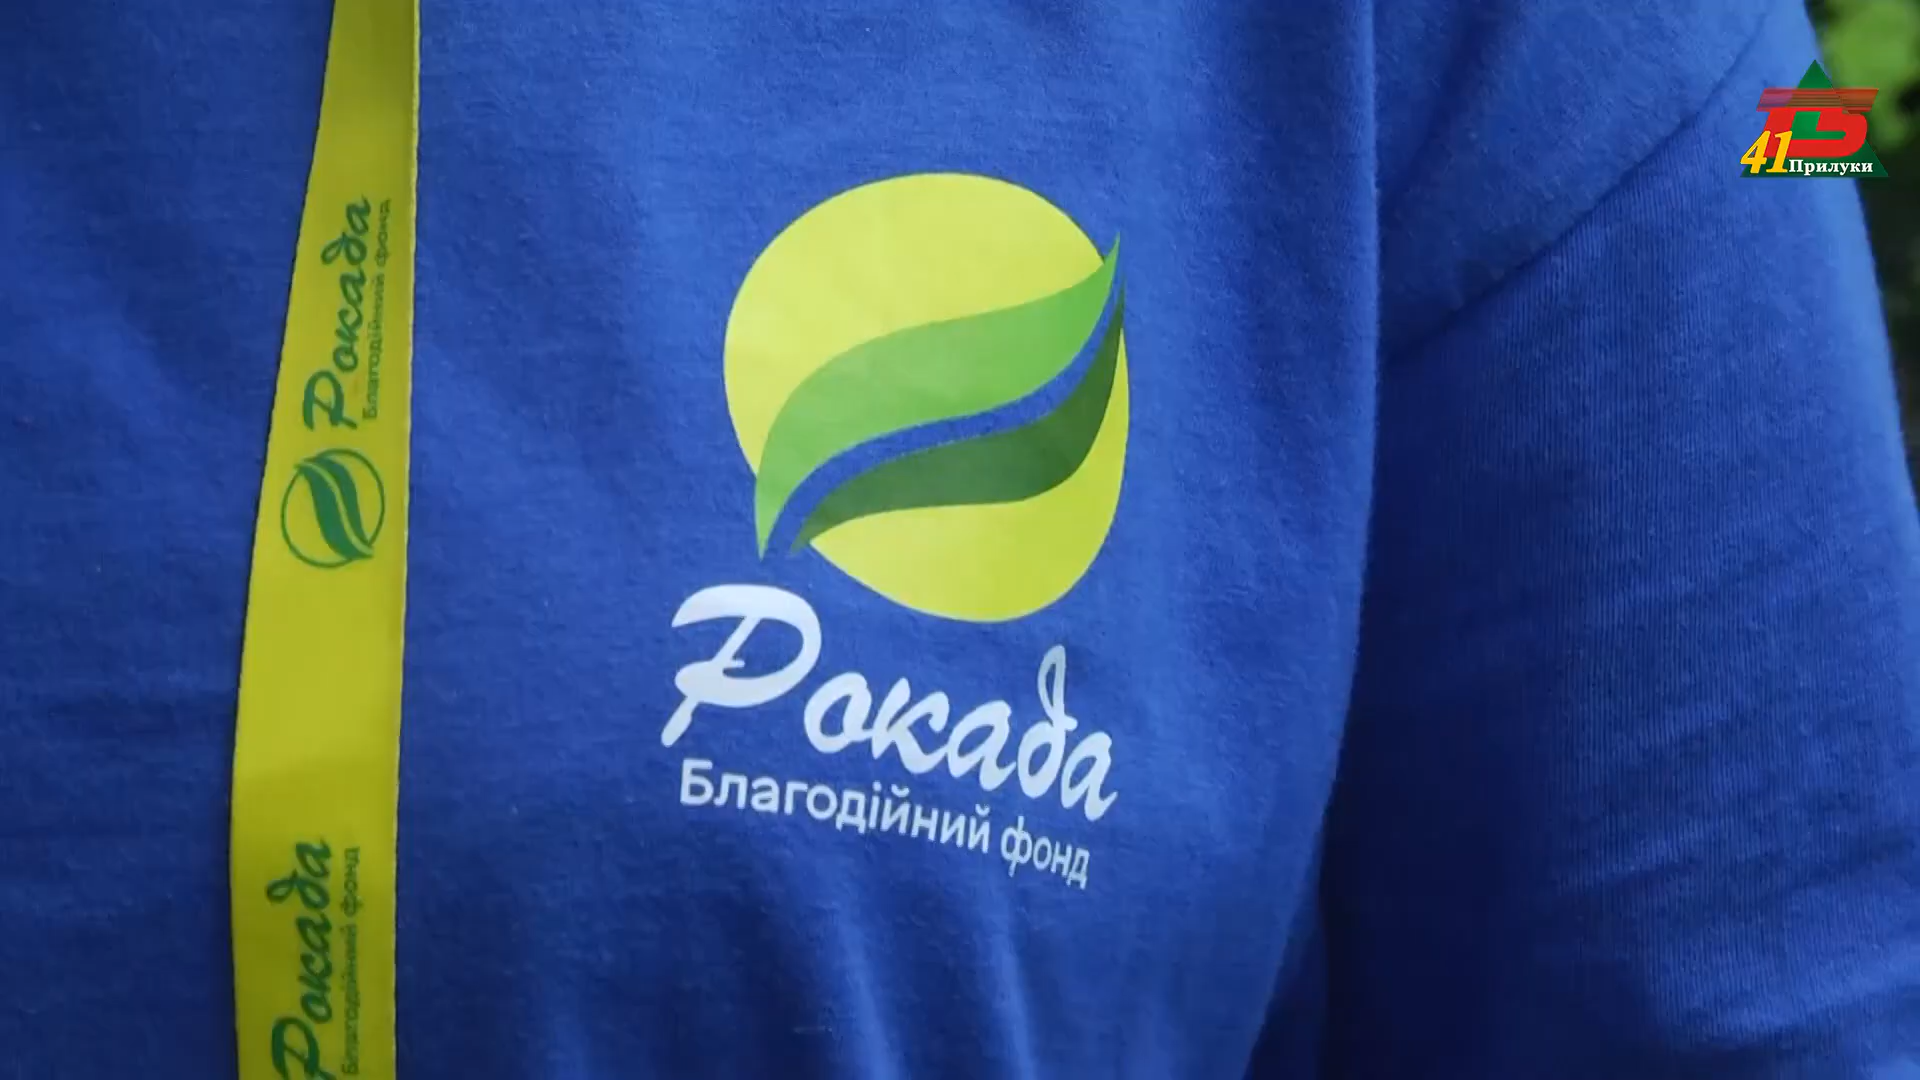 Рокада
Благодійний фонд
Рокада
Благодійний фонд
Рокада
Благодійний фонд
41
Прилуки